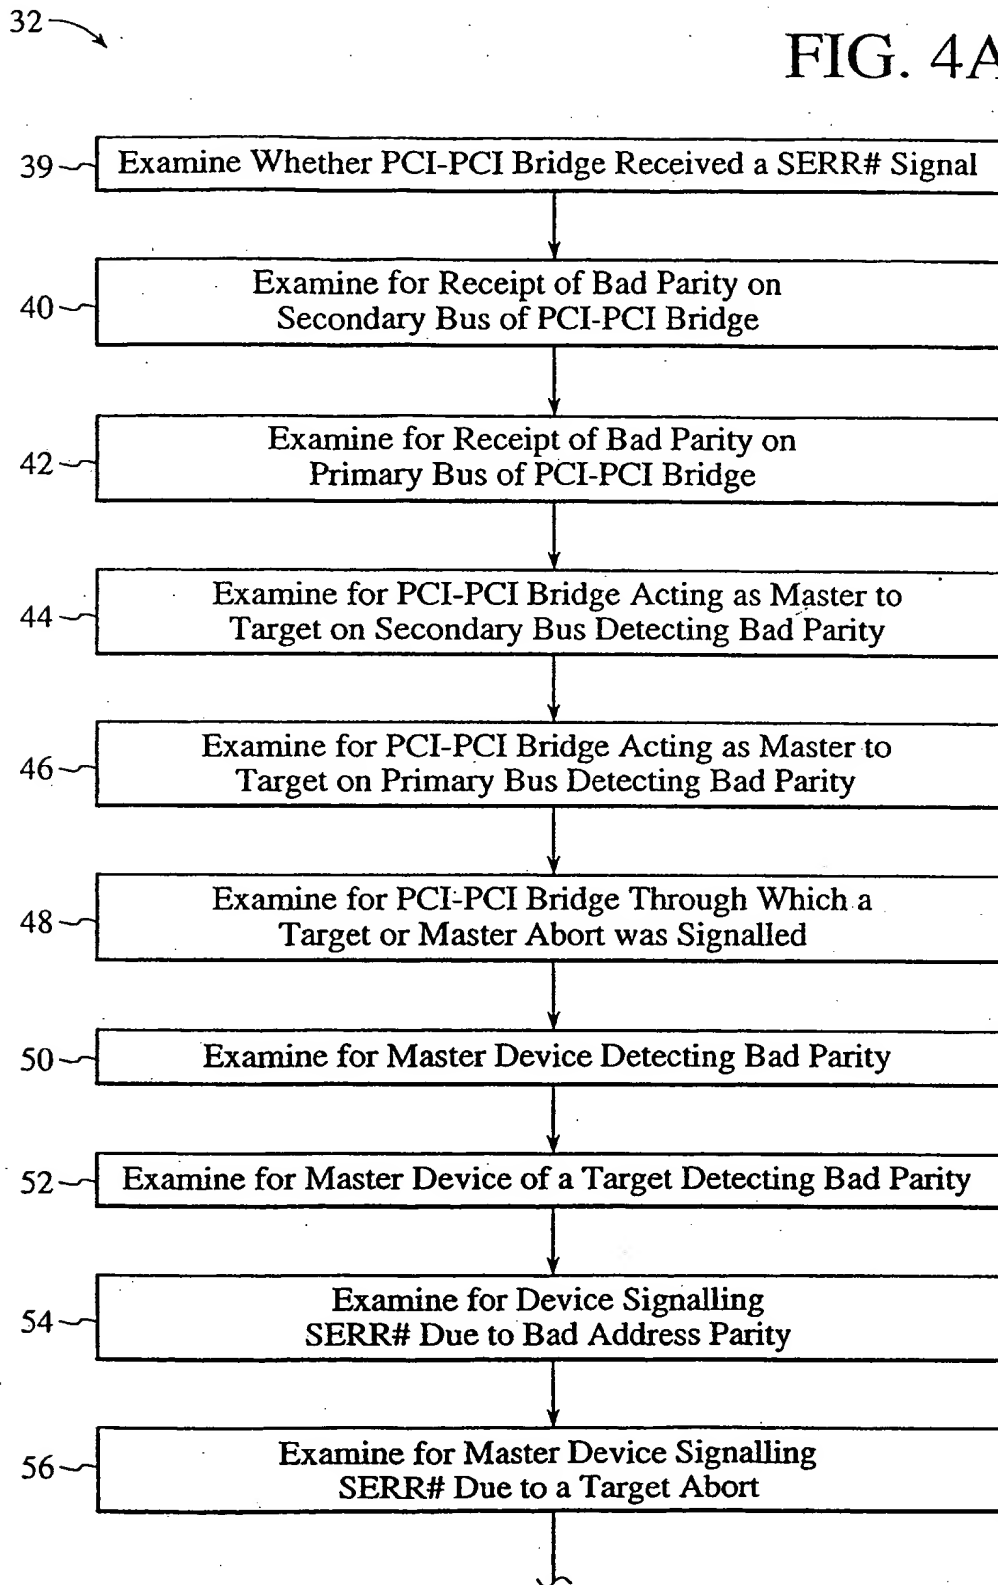 32
FIG. 4A
39
Examine Whether PCI-PCI Bridge Received a SERR# Signal
40
Examine for Receipt of Bad Parity on
Secondary Bus of PCI-PCI Bridge
42
Examine for Receipt of Bad Parity on
Primary Bus of PCI-PCI Bridge
44
Examine for PCI-PCI Bridge Acting as Master to
Target on Secondary Bus Detecting Bad Parity
46
Examine for PCI-PCI Bridge Acting as Master to
Target on Primary Bus Detecting Bad Parity
48
Examine for PCI-PCI Bridge Through Which a
Target or Master Abort was Signalled
50
Examine for Master Device Detecting Bad Parity
52
Examine for Master Device of a Target Detecting Bad Parity
54
Examine for Device Signalling
SERR# Due to Bad Address Parity
56
Examine for Master Device Signalling
SERR# Due to a Target Abort